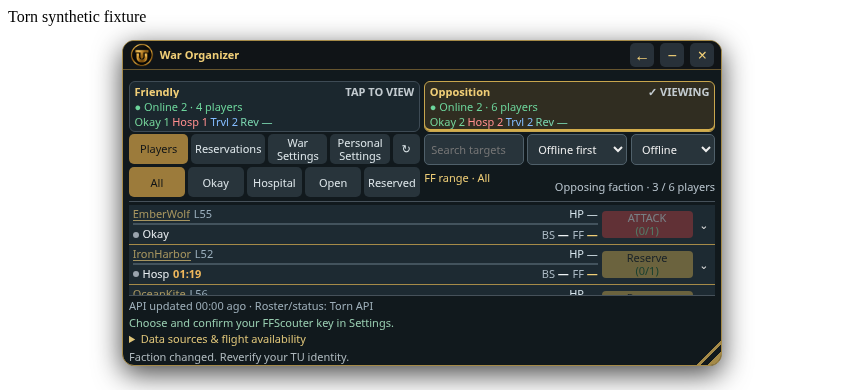 Torn synthetic fixture
War Organizer
← – ×
Friendly TAP TO VIEW
● Online 2 · 4 players
Okay 1 Hosp 1 Trvl 2 Rev —
Opposition ✓ VIEWING
● Online 2 · 6 players
Okay 2 Hosp 2 Trvl 2 Rev —
Players
Reservations
War
Settings
Personal
Settings
↻
Search targets
Offline first
Offline
All
Okay
Hospital
Open
Reserved
FF range · All
Opposing faction · 3 / 6 players
EmberWolf L55 HP —
● Okay BS — FF —
ATTACK
(0/1)
IronHarbor L52 HP —
● Hosp 01:19 BS — FF —
Reserve
(0/1)
OceanKite L56 HP —
API updated 00:00 ago · Roster/status: Torn API
Choose and confirm your FFScouter key in Settings.
▶ Data sources & flight availability
Faction changed. Reverify your TU identity.